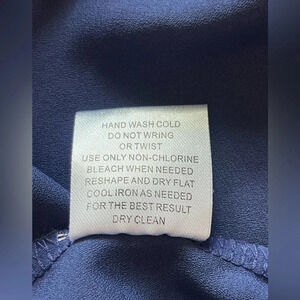 HAND WASH COLD
DO NOT WRING
OR TWIST
USE ONLY NON-CHLORINE
BLEACH WHEN NEEDED
RESHAPE AND DRY FLAT
COOL IRON AS NEEDED
FOR THE BEST RESULT
DRY CLEAN